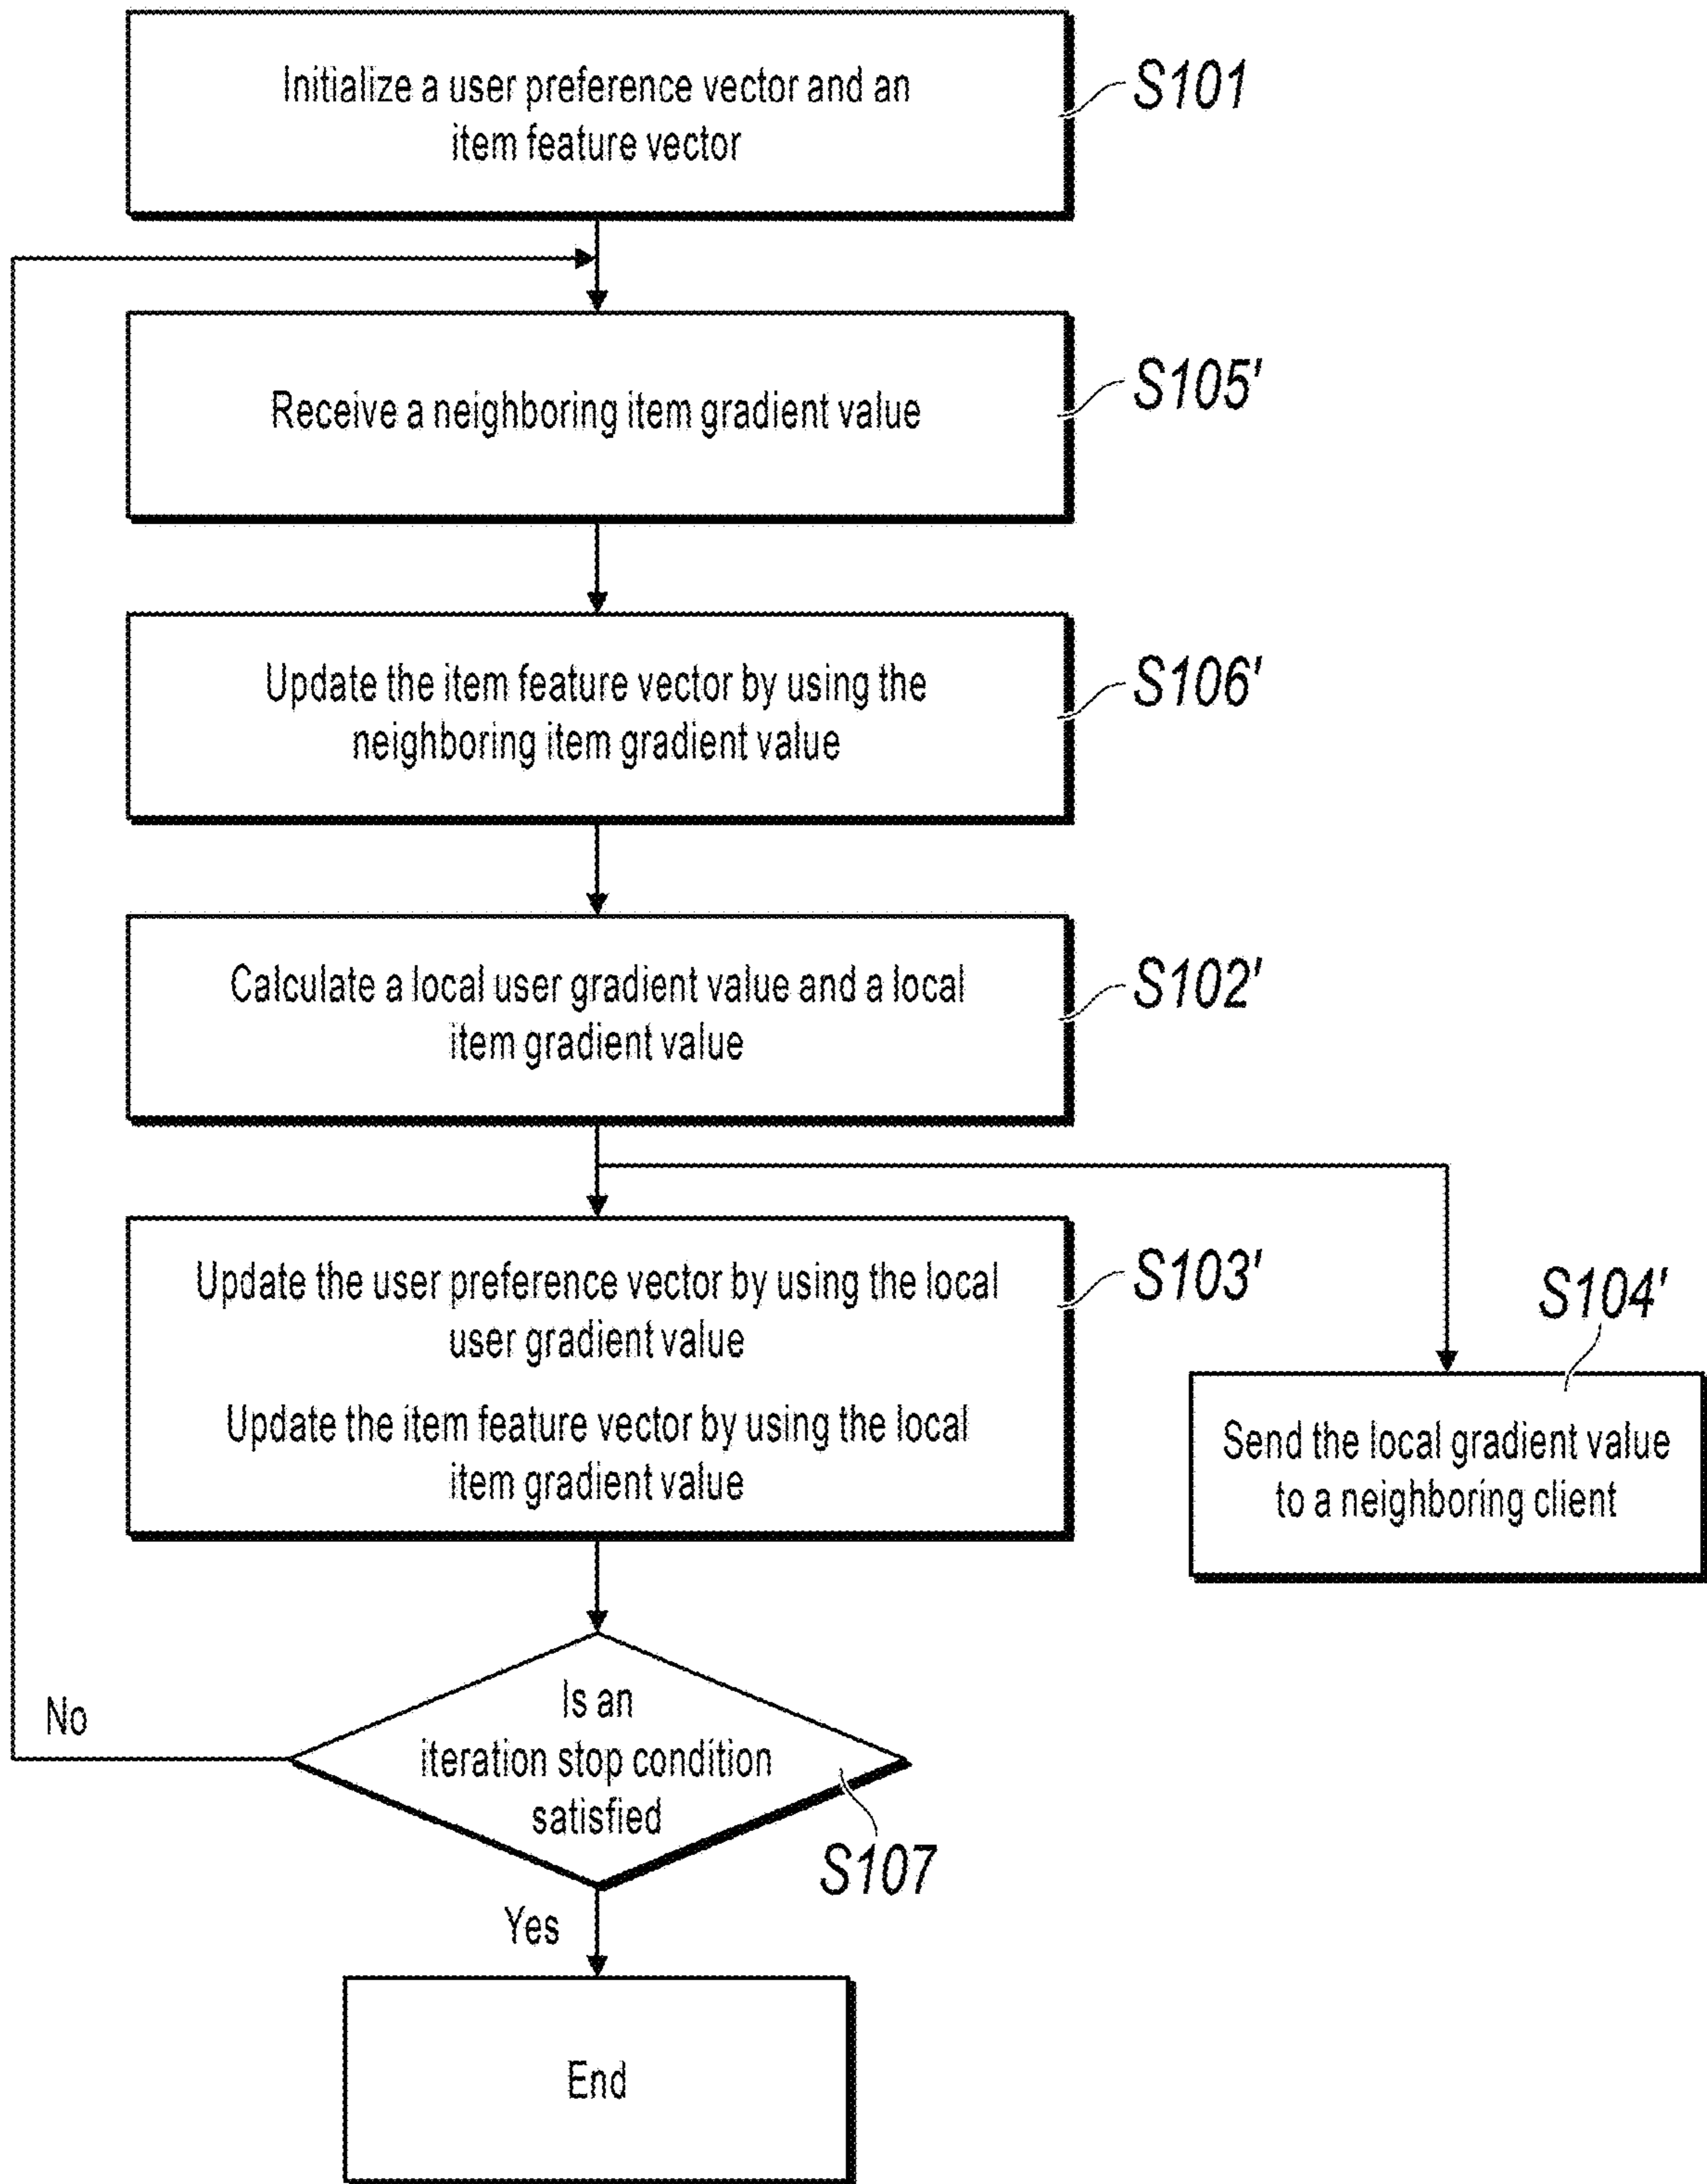 Initialize a user preference vector and an
item feature vector
S101
Receive a neighboring item gradient value
S105'
Update the item feature vector by using the
neighboring item gradient value
S106'
Calculate a local user gradient value and a local
item gradient value
S102'
Update the user preference vector by using the local
user gradient value
Update the item feature vector by using the local
item gradient value
S103'
S104'
Send the local gradient value
to a neighboring client
Is an
iteration stop condition
satisfied
S107
No
Yes
End